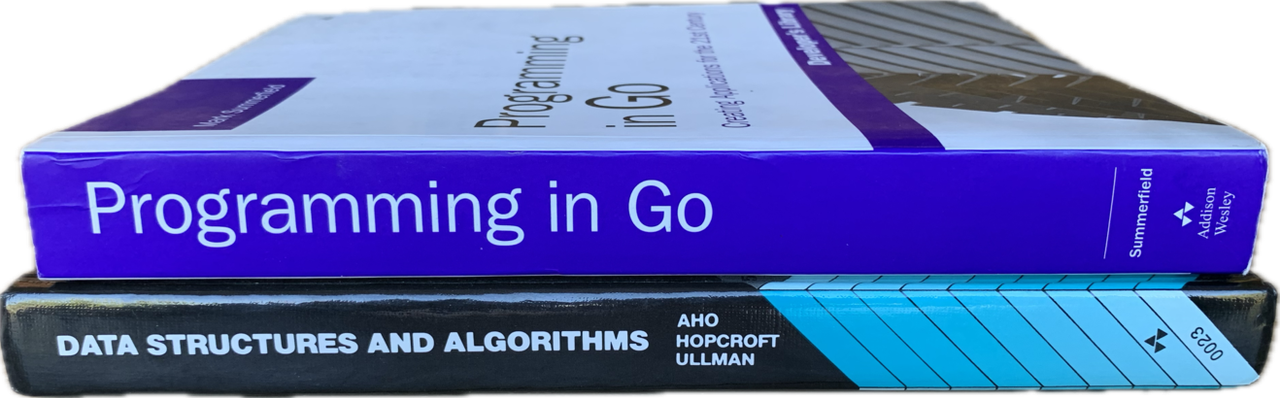 Mark Summerfield
Programming
in Go
Creating Applications for the 21st Century
Developer's Library
Programming in Go
Summerfield
Addison
Wesley
DATA STRUCTURES AND ALGORITHMS
AHO
HOPCROFT
ULLMAN
0023